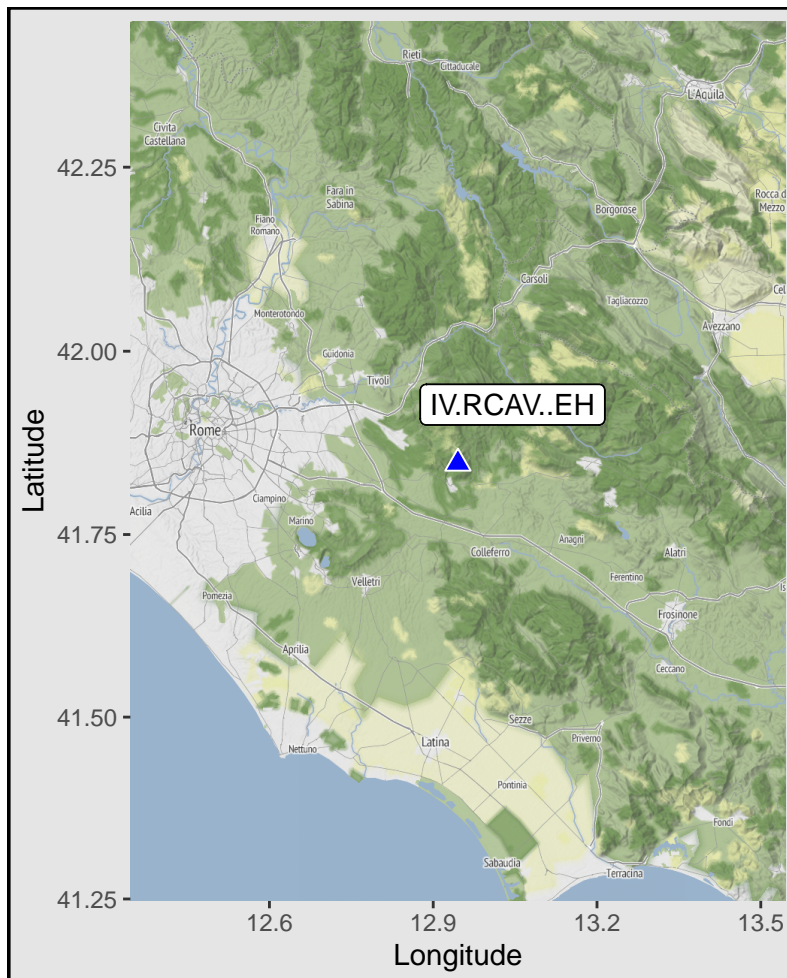 Rieti
Cittaducale
L'Aquila
Civita
Castellana
42.25
Fara in
Sabina
Rocca d
Mezzo
Borgorose
Fiano
Romano
Carsoli
Cel
Tagliacozzo
Monterotondo
Avezzano
42.00
Guidonia
Tivoli
IV.RCAV..EH
Rome
Latitude
Ciampino
Acilia
Marino
41.75
Anagni
Colleferro
Alatri
Velletri
Ferentino
Is
Pomezia
Frosinone
Aprilia
Ceccano
41.50
Sezze
Nettuno
Latina
Priverno
Pontinia
Fondi
Sabaudia
Terracina
41.25
12.6
12.9
13.2
13.5
Longitude